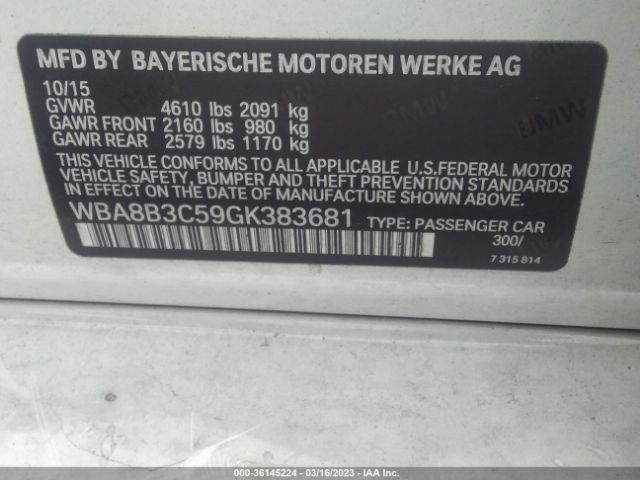 MFD BY BAYERISCHE MOTOREN WERKE AG
10/15
GVWR 4610 lbs 2091 kg
GAWR FRONT 2160 lbs 980 kg
GAWR REAR 2579 lbs 1170 kg
THIS VEHICLE CONFORMS TO ALL APPLICABLE U.S.FEDERAL MOTOR
VEHICLE SAFETY, BUMPER AND THEFT PREVENTION STANDARDS
IN EFFECT ON THE DATE OF MANUFACTURE SHOWN ABOVE.
WBA8B3C59GK383681 TYPE: PASSENGER CAR
300/
7 315 814
BMW
000-36145224 | 03/16/2023 | IAA Inc.